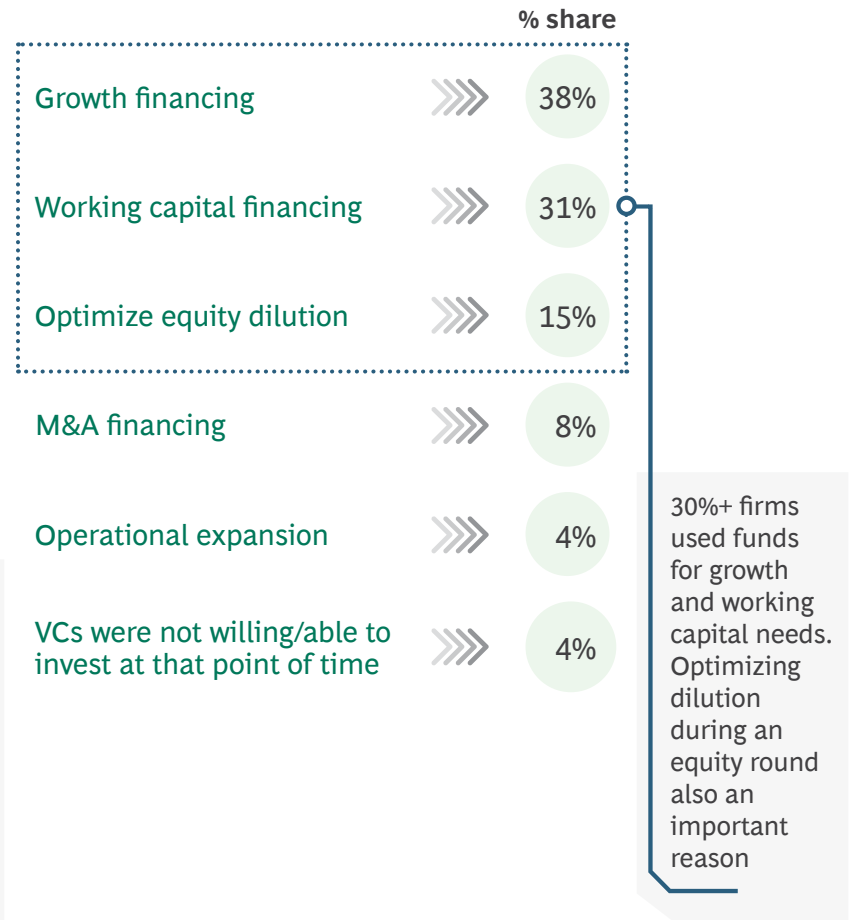 % share
Growth financing
38%
Working capital financing
31%
Optimize equity dilution
15%
M&A financing
8%
Operational expansion
4%
VCs were not willing/able to
invest at that point of time
4%
30%+ firms
used funds
for growth
and working
capital needs.
Optimizing
dilution
during an
equity round
also an
important
reason